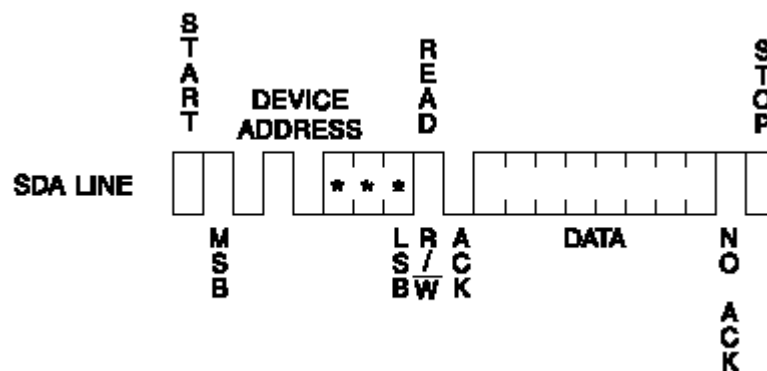 START
DEVICE
ADDRESS
READ
STOP
SDA LINE
* * *
MSB
LSB
R/W
ACK
DATA
NO ACK